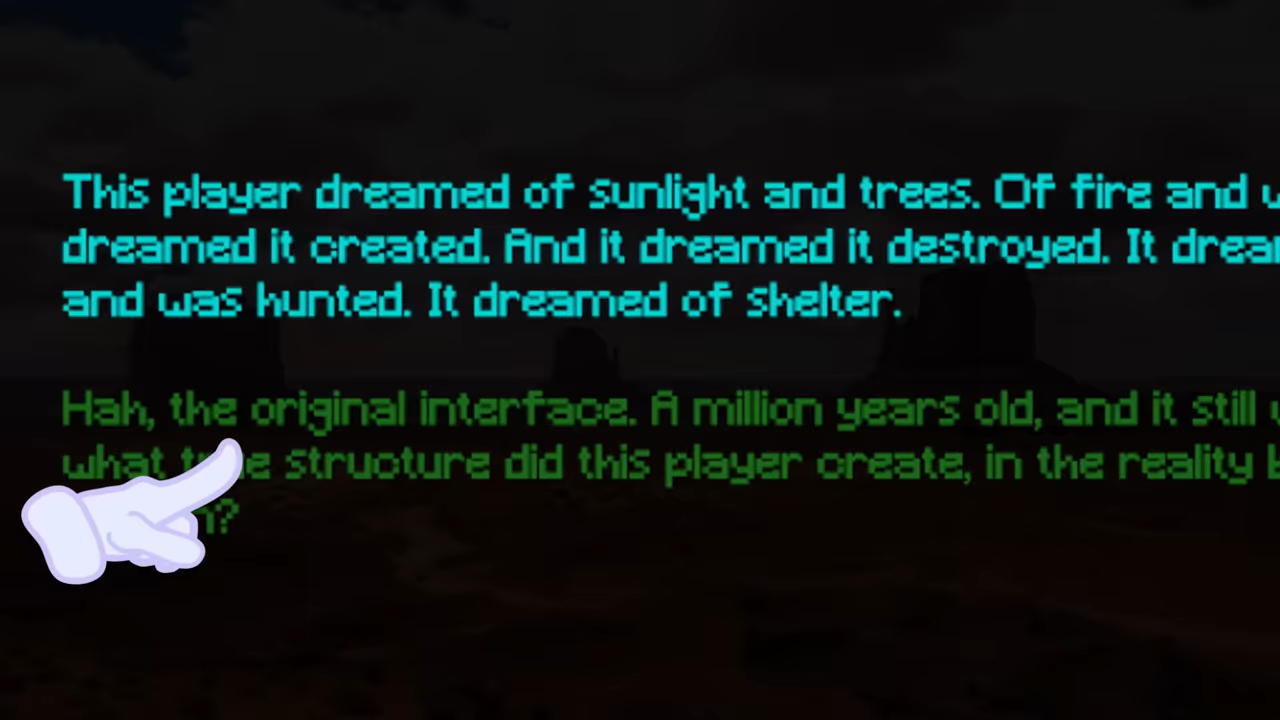 This player dreamed of sunlight and trees. Of fire and
dreamed it created. And it dreamed it destroyed. It
and was hunted. It dreamed of shelter.
Hah, the original interface. A million years old, and it still
what structure did this player create, in the reality